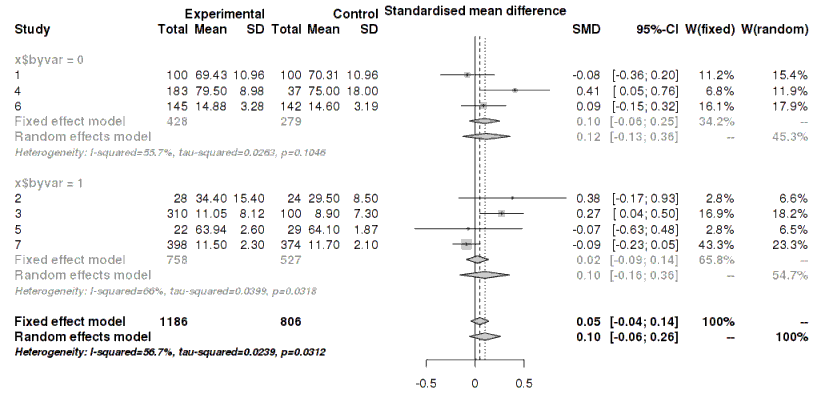 Experimental Control Standardised mean difference
Study Total Mean SD Total Mean SD SMD 95%-CI W(fixed) W(random)
x$byvar = 0
1 100 69.43 10.96 100 70.31 10.96 -0.08 [-0.36; 0.20] 11.2% 15.4%
4 183 79.50 8.98 37 75.00 18.00 0.41 [0.05; 0.76] 6.8% 11.9%
6 145 14.88 3.28 142 14.60 3.19 0.09 [-0.15; 0.32] 16.1% 17.9%
Fixed effect model 428 279 0.10 [-0.06; 0.25] 34.2% --
Random effects model 0.12 [-0.13; 0.36] -- 45.3%
Heterogeneity: I-squared=55.7%, tau-squared=0.0263, p=0.1046
x$byvar = 1
2 28 34.40 15.40 24 29.50 8.50 0.38 [-0.17; 0.93] 2.8% 6.6%
3 310 11.05 8.12 100 8.90 7.30 0.27 [0.04; 0.50] 16.9% 18.2%
5 22 63.94 2.60 29 64.10 1.87 -0.07 [-0.63; 0.48] 2.8% 6.5%
7 398 11.50 2.30 374 11.70 2.10 -0.09 [-0.23; 0.05] 43.3% 23.3%
Fixed effect model 758 527 0.02 [-0.09; 0.14] 65.8% --
Random effects model 0.10 [-0.16; 0.36] -- 54.7%
Heterogeneity: I-squared=66%, tau-squared=0.0399, p=0.0318
Fixed effect model 1186 806 0.05 [-0.04; 0.14] 100% --
Random effects model 0.10 [-0.06; 0.26] -- 100%
Heterogeneity: I-squared=56.7%, tau-squared=0.0239, p=0.0312
-0.5 0 0.5